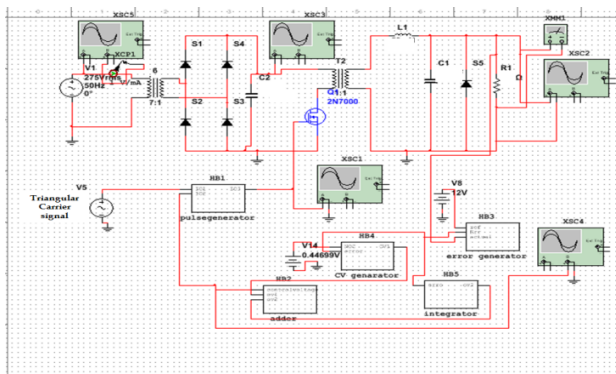 XSC5
XSC3
L1
XMM1
S1
S4
XCP1
V1
275Vrms
50Hz
0°
V/mA
6
7:1
C2
T2
1:1
Q1
2N7000
C1
S5
R1
Ω
XSC2
S2
S3
XSC1
V5
Triangular
Carrier
signal
HB1
pulsegenerator
V8
12V
HB3
error generator
XSC4
V14
0.44699V
HB4
CV genarator
HB2
adder
HB5
integrator